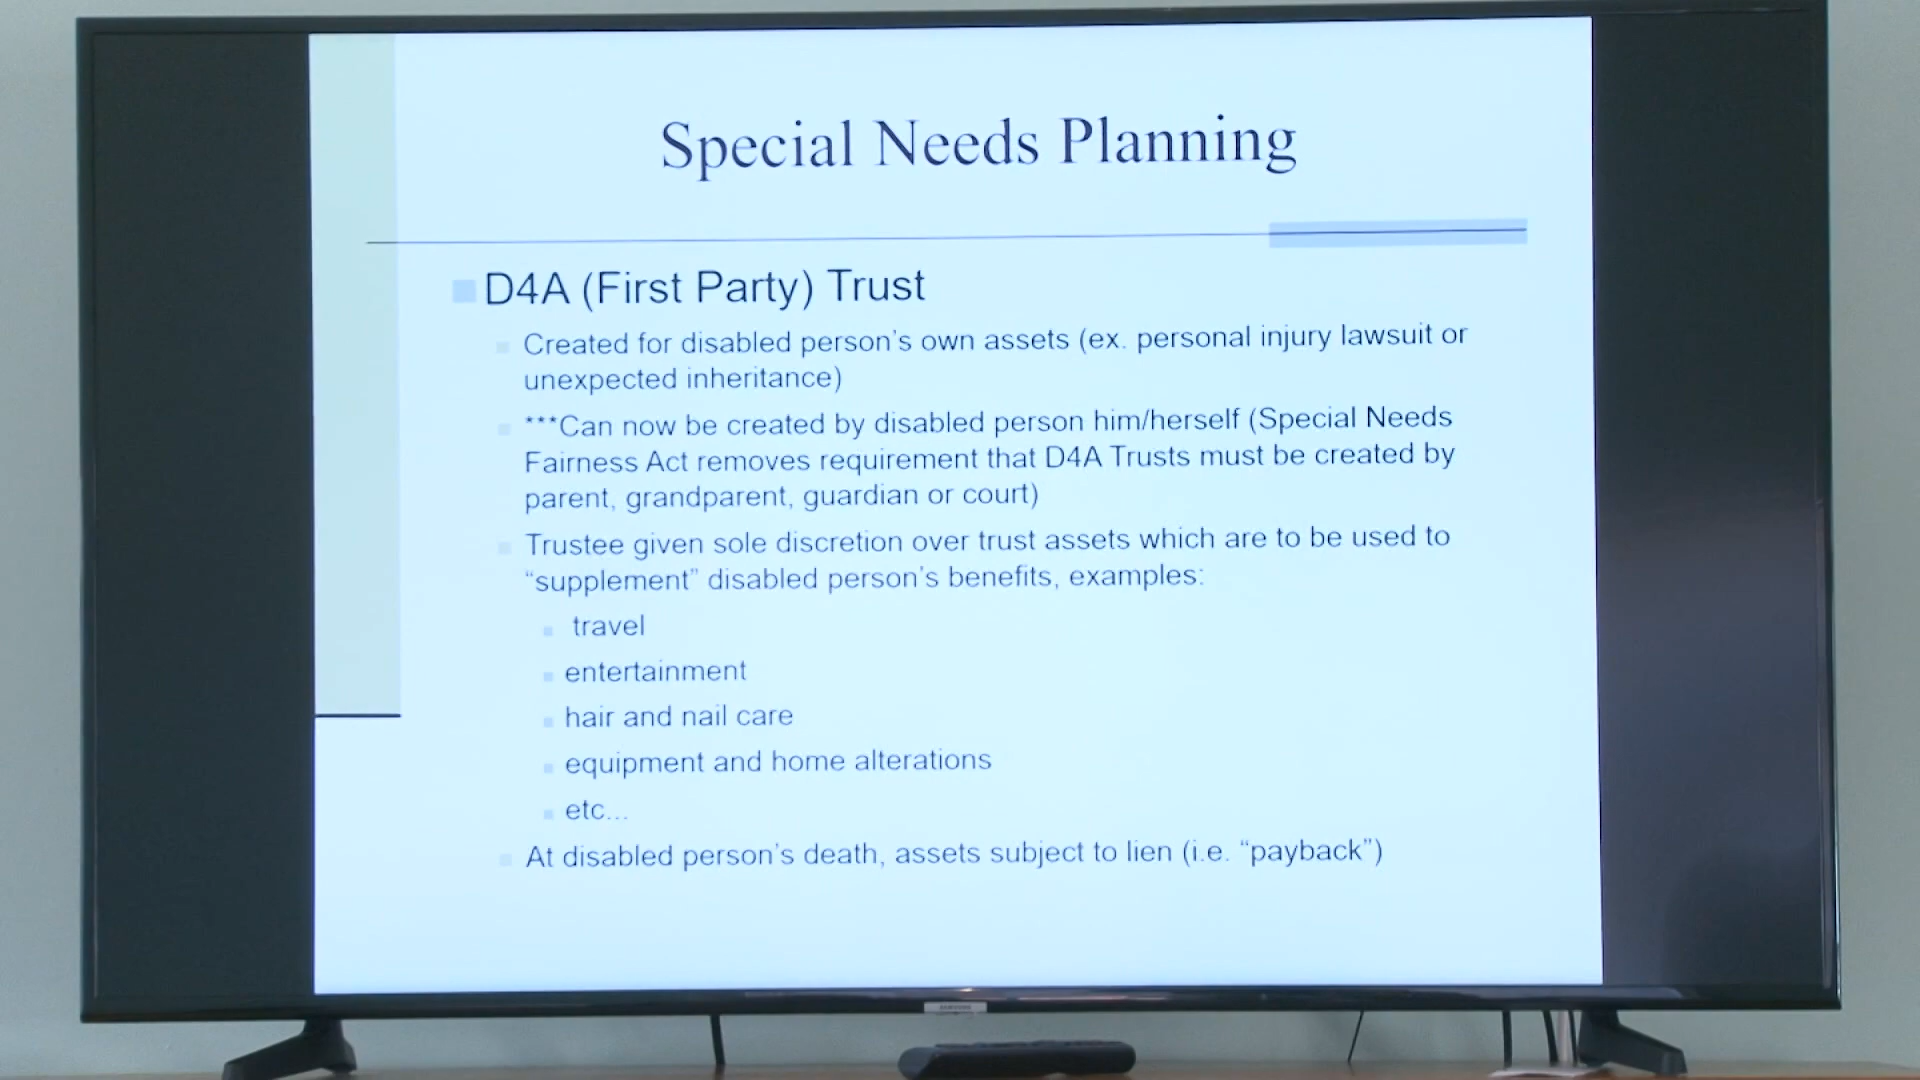 Special Needs Planning
D4A (First Party) Trust
Created for disabled person's own assets (ex. personal injury lawsuit or
unexpected inheritance)
***Can now be created by disabled person him/herself (Special Needs
Fairness Act removes requirement that D4A Trusts must be created by
parent, grandparent, guardian or court)
Trustee given sole discretion over trust assets which are to be used to
“supplement” disabled person's benefits, examples:
travel
entertainment
hair and nail care
equipment and home alterations
etc...
At disabled person's death, assets subject to lien (i.e. “payback”)
SAMSUNG